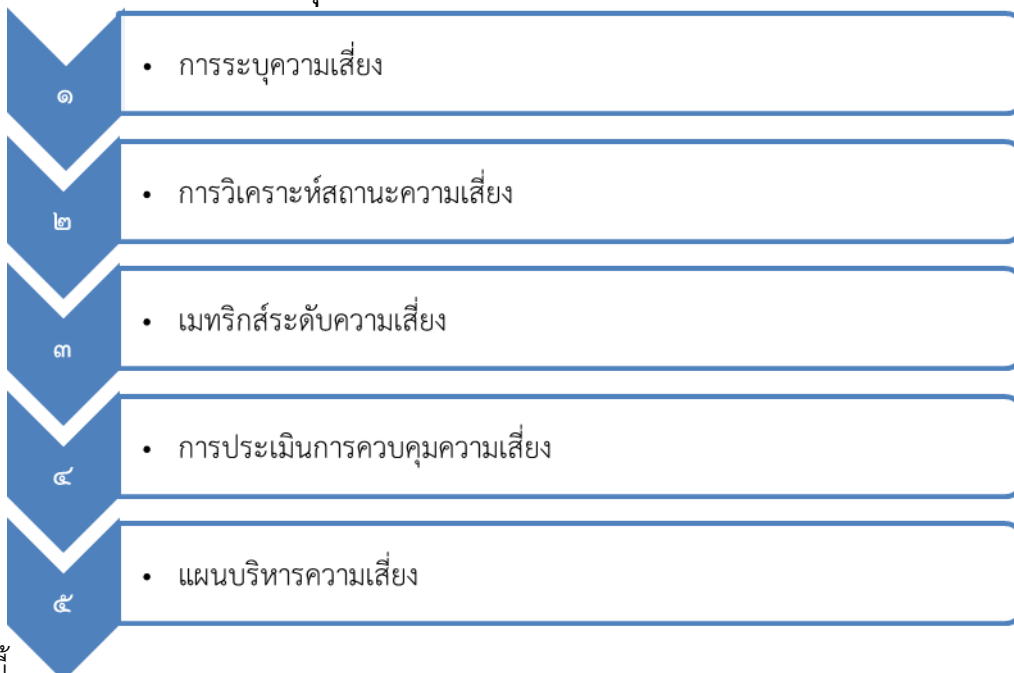 ๑
• การระบุความเสี่ยง
๒
• การวิเคราะห์สถานะความเสี่ยง
๓
• เมทริกส์ระดับความเสี่ยง
๔
• การประเมินการควบคุมความเสี่ยง
๕
• แผนบริหารความเสี่ยง